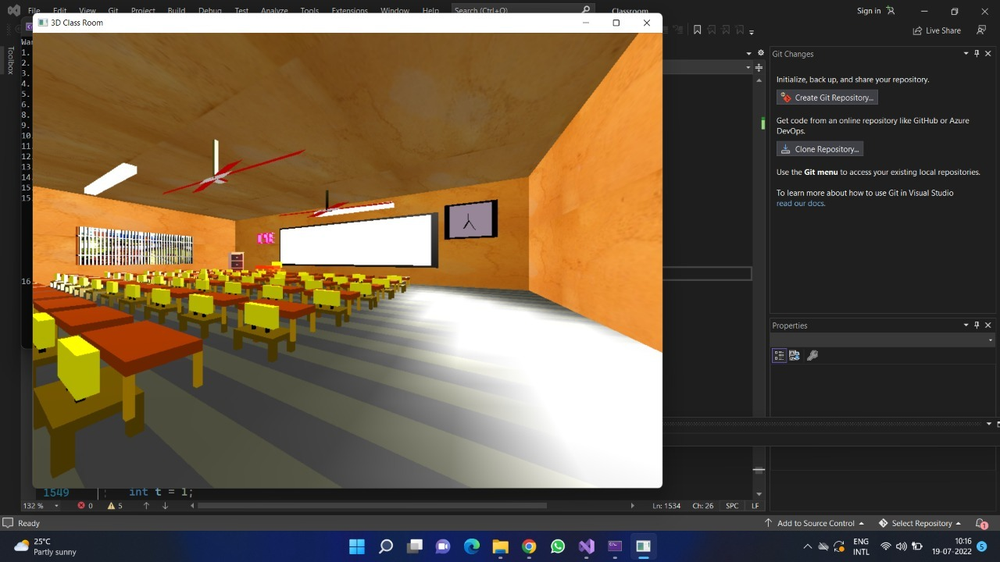 File Edit View Git Project Build Debug Test Analyze Tools Extensions Window Help Search (Ctrl+Q) Classroom
Sign in
3D Class Room
Live Share
Toolbox
1.
2.
3.
4.
5.
6.
8.
9.
10
11
12
13
14
15
15
16
Git Changes
Initialize, back up, and share your repository.
Create Git Repository...
Get code from an online repository like GitHub or Azure
DevOps.
Clone Repository...
Use the Git menu to access your existing local repositories.
To learn more about how to use Git in Visual Studio
read our docs.
Properties
1549 int t = 1;
132 % 0 5 Ln: 1534 Ch: 26 SPC LF
Ready Add to Source Control Select Repository 1
25°C
Partly sunny
ENG
INTL
10:16
19-07-2022
5